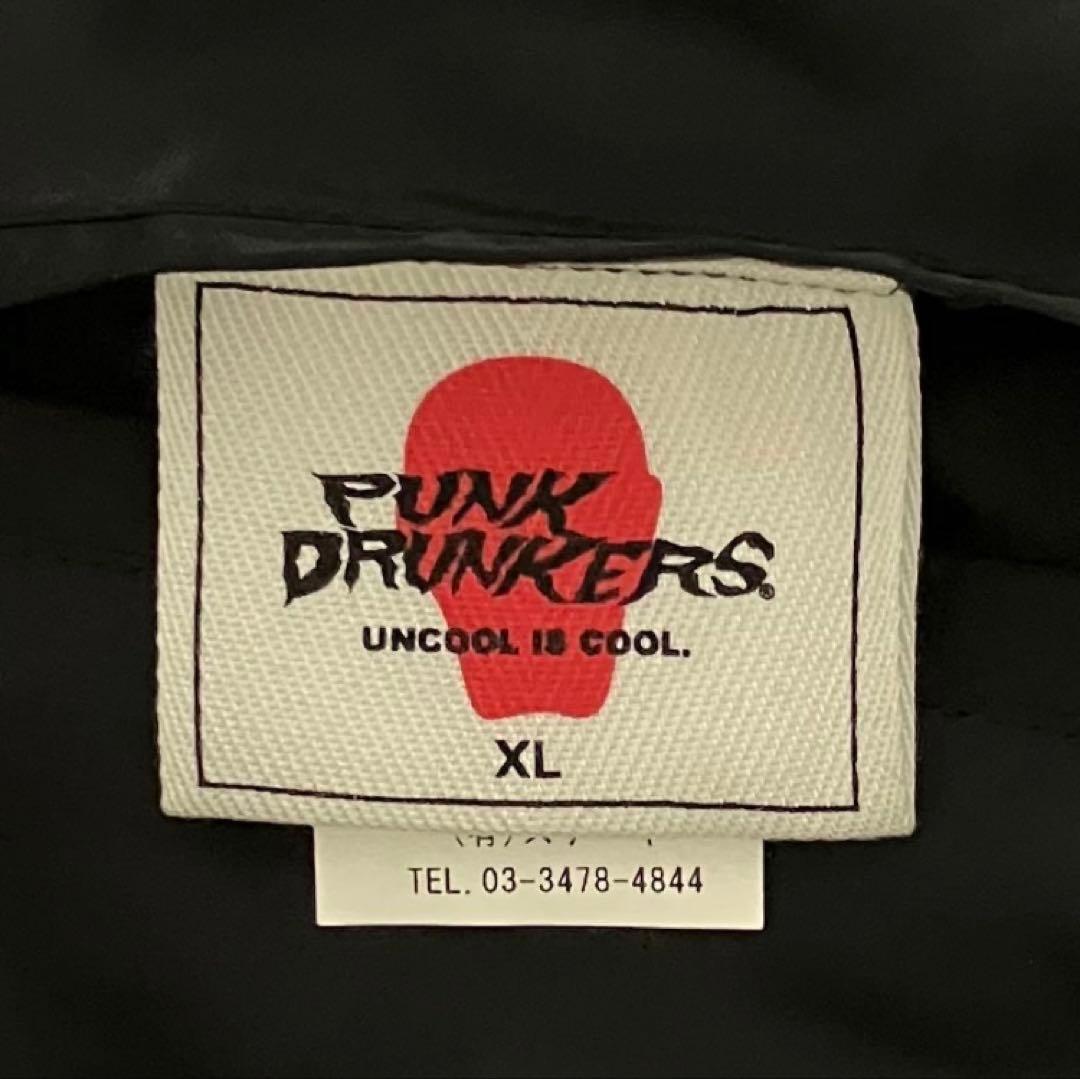 PUNK
DRUNKERS®
UNCOOL IS COOL.
XL
TEL. 03-3478-4844